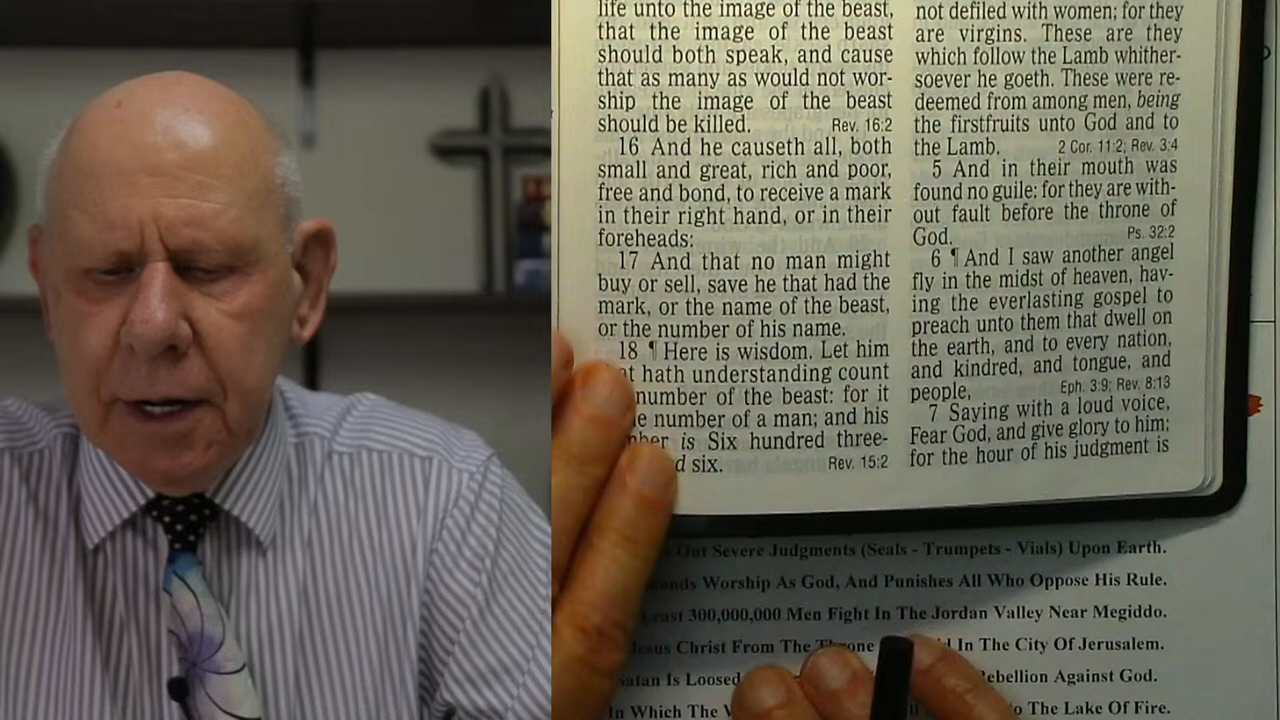 life unto the image of the beast,
that the image of the beast
should both speak, and cause
that as many as would not wor-
ship the image of the beast
should be killed. Rev. 16:2
16 And he causeth all, both
small and great, rich and poor,
free and bond, to receive a mark
in their right hand, or in their
foreheads:
17 And that no man might
buy or sell, save he that had the
mark, or the name of the beast,
or the number of his name.
18 ¶ Here is wisdom. Let him
hath understanding count
number of the beast: for it
number of a man; and his
is Six hundred three-
six. Rev. 15:2
not defiled with women; for they
are virgins. These are they
which follow the Lamb whither-
soever he goeth. These were re-
deemed from among men, being
the firstfruits unto God and to
the Lamb. 2 Cor. 11:2; Rev. 3:4
5 And in their mouth was
found no guile: for they are with-
out fault before the throne of
God. Ps. 32:2
6 ¶ And I saw another angel
fly in the midst of heaven, hav-
ing the everlasting gospel to
preach unto them that dwell on
the earth, and to every nation,
and kindred, and tongue, and
people, Eph. 3:9; Rev. 8:13
7 Saying with a loud voice,
Fear God, and give glory to him;
for the hour of his judgment is
Out Severe Judgments (Seals - Trumpets - Vials) Upon Earth.
Worship As God, And Punishes All Who Oppose His Rule.
300,000,000 Men Fight In The Jordan Valley Near Megiddo.
Jesus Christ From The Throne In The City Of Jerusalem.
Satan Is Loosed Rebellion Against God.
In Which The To The Lake Of Fire.